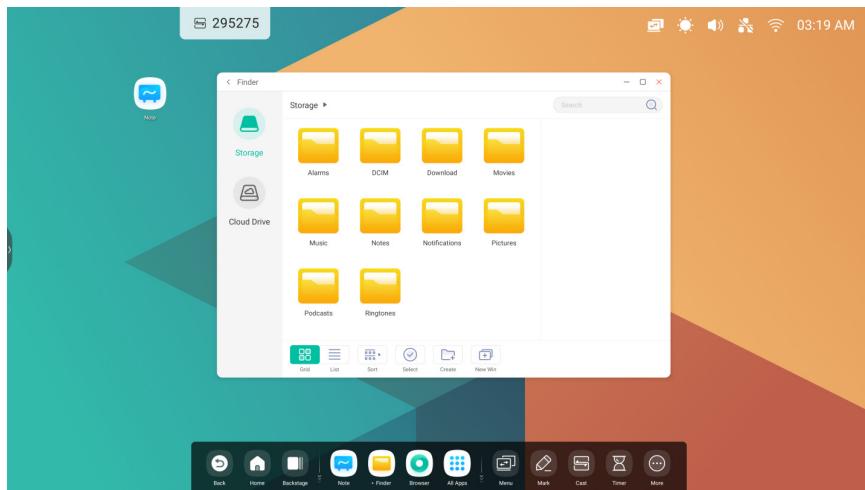 295275
03:19 AM
Note
Finder
Storage
Search
Storage
Cloud Drive
Alarms
DCIM
Download
Movies
Music
Notes
Notifications
Pictures
Podcasts
Ringtones
Grid
List
Sort
Select
Create
New Win
Back
Home
Backstage
Note
• Finder
Browser
All Apps
Menu
Mark
Cast
Timer
More